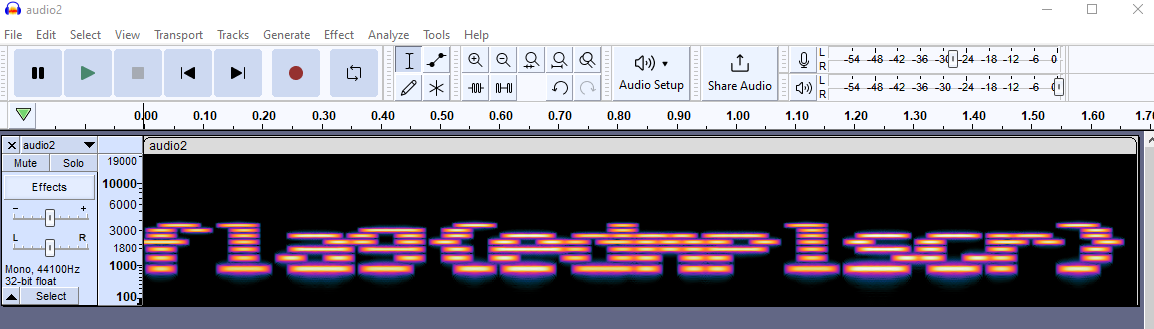 audio2
File Edit Select View Transport Tracks Generate Effect Analyze Tools Help
Audio Setup
Share Audio
L
R
-54 -48 -42 -36 -30 -24 -18 -12 -6 0
L
R
-54 -48 -42 -36 -30 -24 -18 -12 -6 0
0.00 0.10 0.20 0.30 0.40 0.50 0.60 0.70 0.80 0.90 1.00 1.10 1.20 1.30 1.40 1.50 1.60 1.70
audio2
Mute Solo
Effects
- +
L R
Mono, 44100Hz
32-bit float
Select
19000
10000
6000
3000
1800
1000
100
audio2